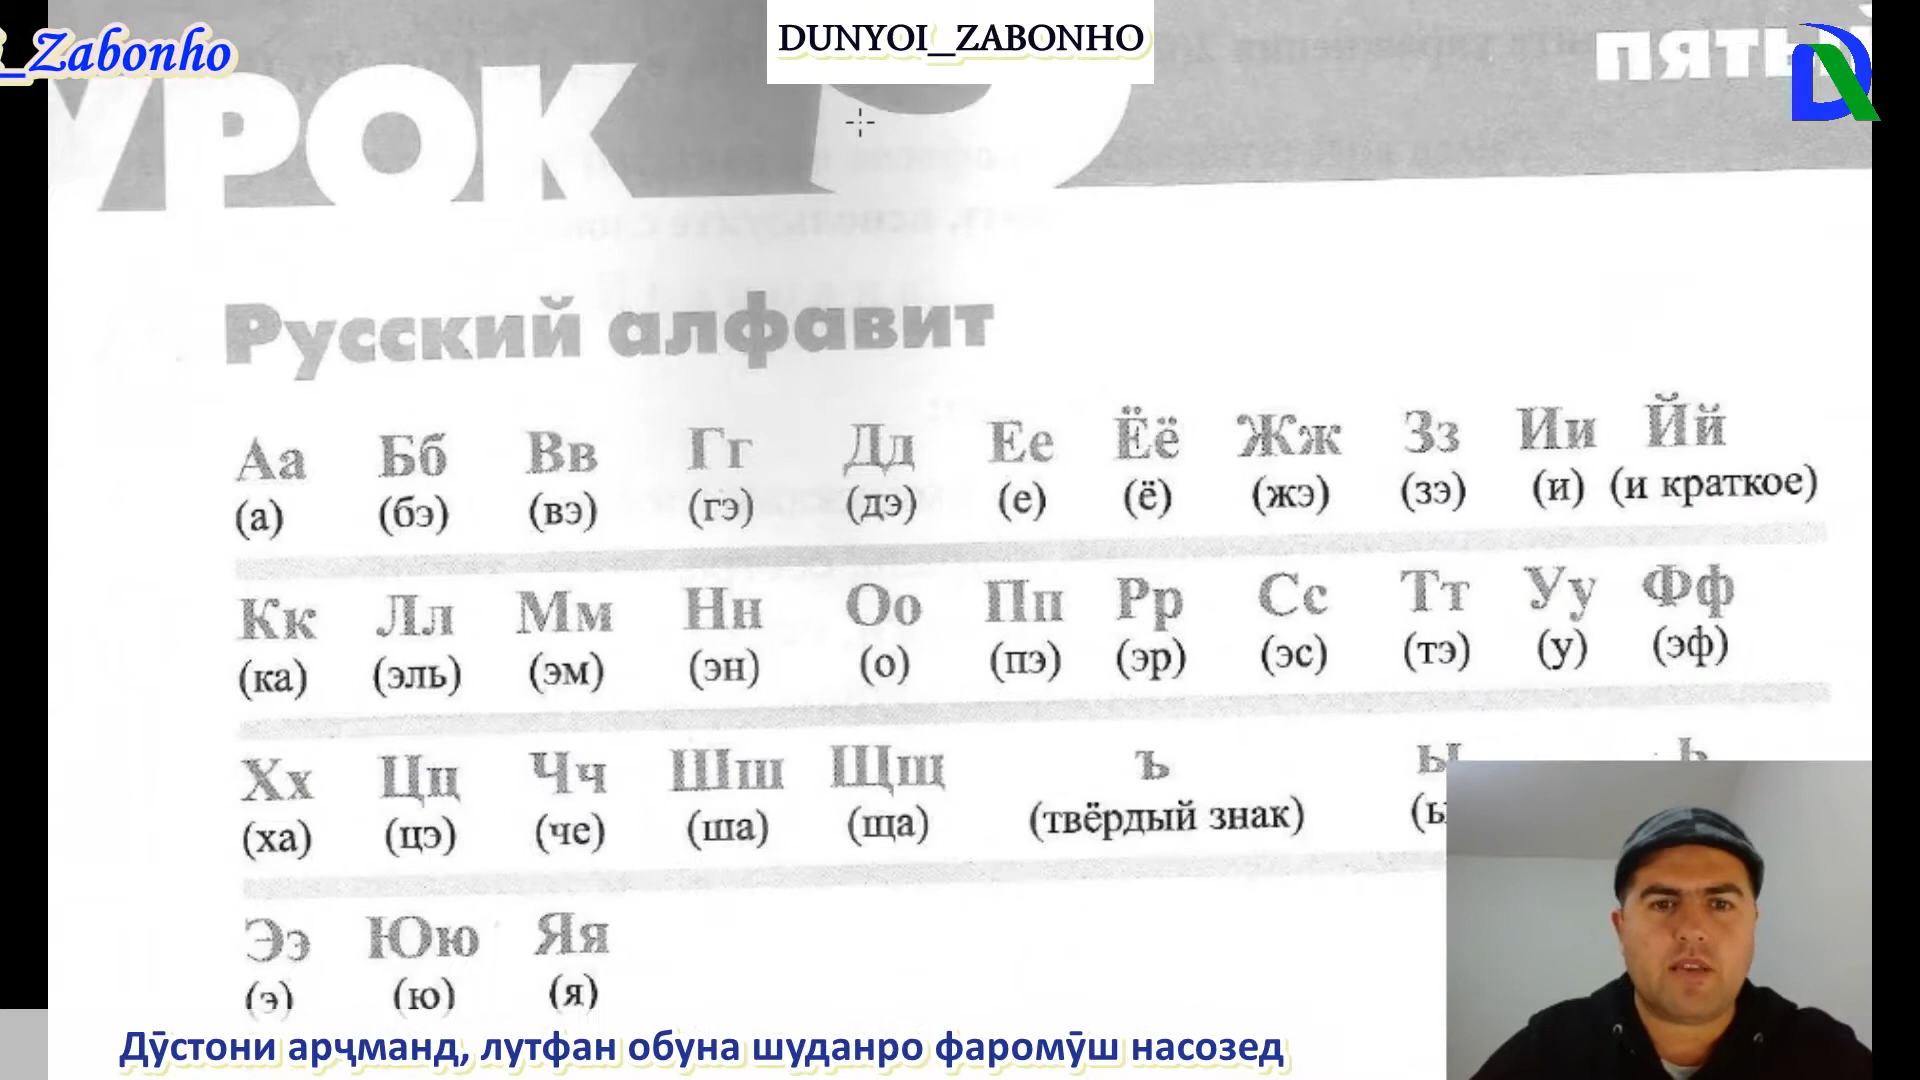 _Zabonho
DUNYOI_ZABONHO
ПЯТЫЙ
УРОК
Русский алфавит
Аа Бб Вв Гг Дд Ее Ёё Жж Зз Ии Йй
(а) (бэ) (вэ) (гэ) (дэ) (е) (ё) (жэ) (зэ) (и) (и краткое)
Кк Лл Мм Нн Оо Пп Рр Сс Тт Уу Фф
(ка) (эль) (эм) (эн) (о) (пэ) (эр) (эс) (тэ) (у) (эф)
Хх Цц Чч Шш Щщ ъ ы ь
(ха) (цэ) (че) (ша) (ща) (твёрдый знак) (ы
Ээ Юю Яя
(э) (ю) (я)
Дӯстони арҷманд, лутфан обуна шуданро фаромӯш насозед